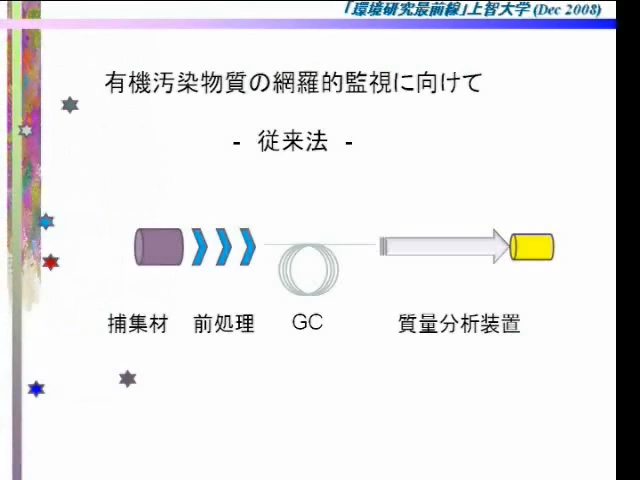 「環境研究最前線」上智大学 (Dec 2008)
有機汚染物質の網羅的監視に向けて
- 従来法 -
捕集材 前処理 GC 質量分析装置